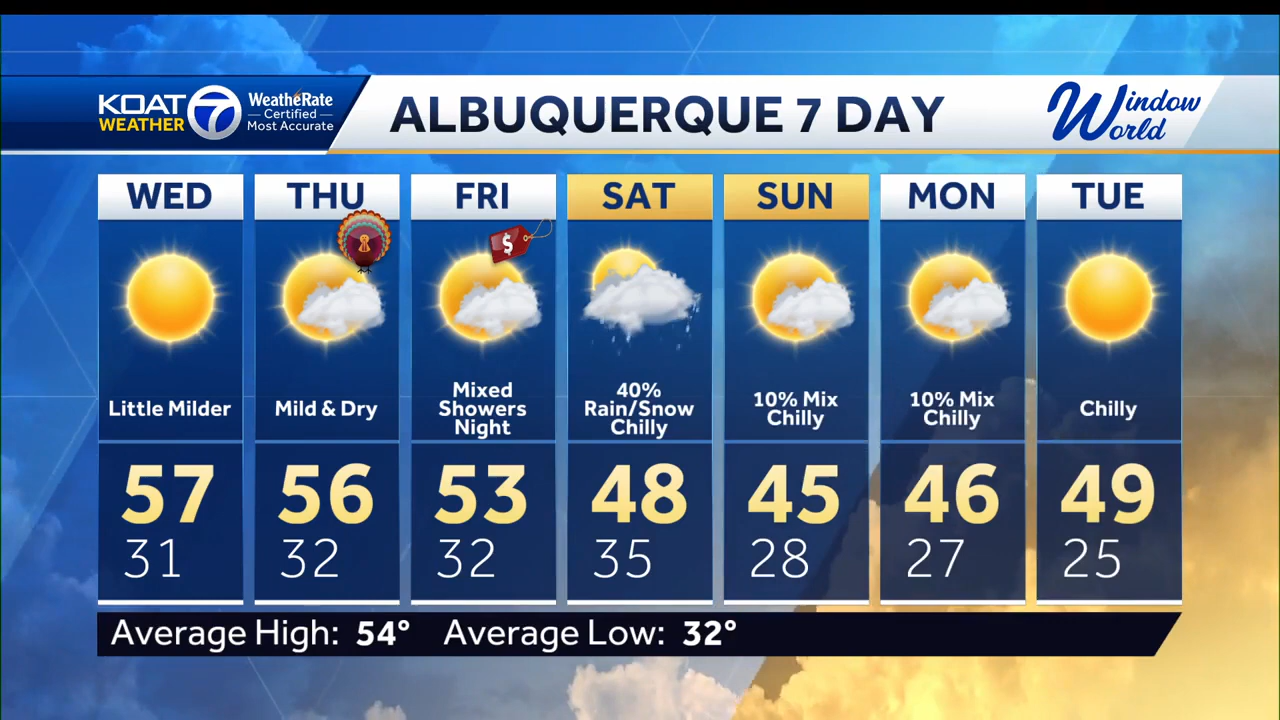 KOAT
WEATHER
7
WeatheRate
Certified
Most Accurate
ALBUQUERQUE 7 DAY
Window
World
WED
THU
FRI
SAT
SUN
MON
TUE
$
Little Milder
Mild & Dry
Mixed
Showers
Night
40%
Rain/Snow
Chilly
10% Mix
Chilly
10% Mix
Chilly
Chilly
57
56
53
48
45
46
49
31
32
32
35
28
27
25
Average High: 54° Average Low: 32°